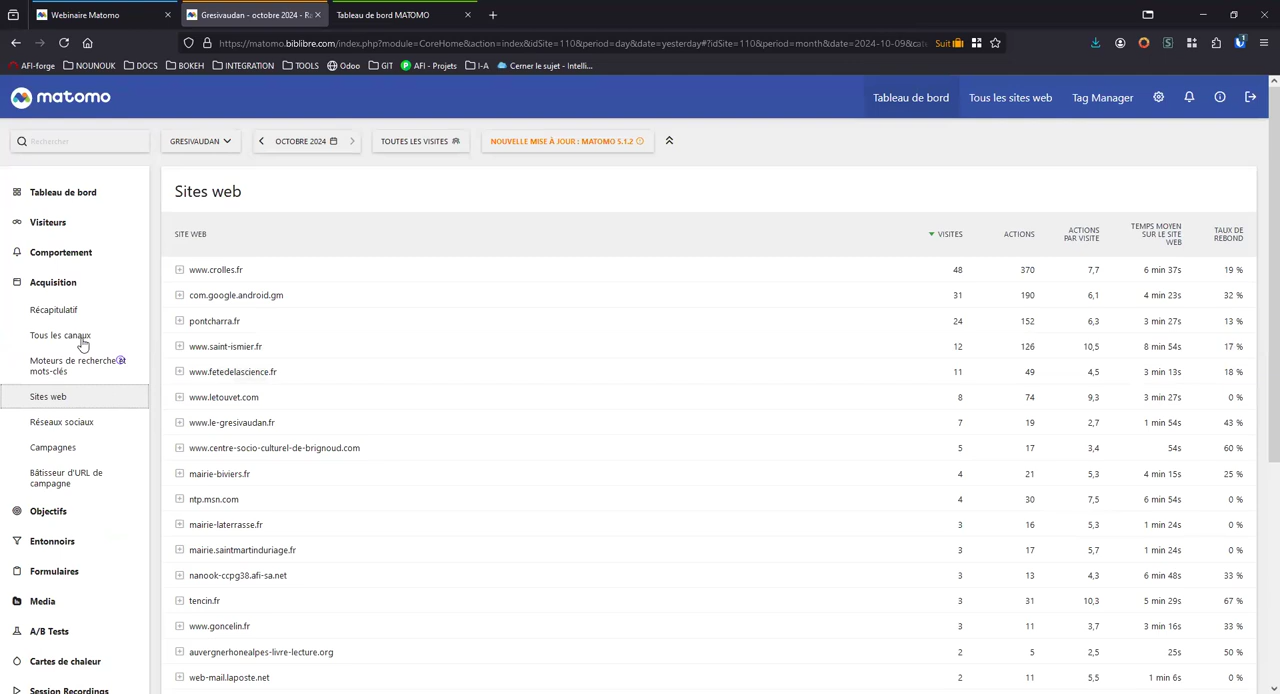 Webinaire Matomo
Gresivaudan - octobre 2024 - Ra
Tableau de bord MATOMO
https://matomo.biblibre.com/index.php?module=CoreHome&action=index&idSite=110&period=day&date=yesterday#?idSite=110&period=month&date=2024-10-09&cate
Suit
AFI-forge
NOUNOUK
DOCS
BOKEH
INTEGRATION
TOOLS
Odoo
GIT
AFI - Projets
I-A
Cerner le sujet - Intelli...
matomo
Tableau de bord
Tous les sites web
Tag Manager
Rechercher
GRESIVAUDAN
OCTOBRE 2024
TOUTES LES VISITES
NOUVELLE MISE À JOUR : MATOMO 5.1.2
Tableau de bord
Visiteurs
Comportement
Acquisition
Récapitulatif
Tous les canaux
Moteurs de recherche et
mots-clés
Sites web
Réseaux sociaux
Campagnes
Bâtisseur d'URL de
campagne
Objectifs
Entonnoirs
Formulaires
Media
A/B Tests
Cartes de chaleur
Session Recordings
Sites web
SITE WEB VISITES ACTIONS ACTIONS PAR VISITE TEMPS MOYEN SUR LE SITE WEB TAUX DE REBOND
www.crolles.fr 48 370 7,7 6 min 37s 19 %
com.google.android.gm 31 190 6,1 4 min 23s 32 %
pontcharra.fr 24 152 6,3 3 min 27s 13 %
www.saint-ismier.fr 12 126 10,5 8 min 54s 17 %
www.fetedelascience.fr 11 49 4,5 3 min 13s 18 %
www.letouvet.com 8 74 9,3 3 min 27s 0 %
www.le-gresivaudan.fr 7 19 2,7 1 min 54s 43 %
www.centre-socio-culturel-de-brignoud.com 5 17 3,4 54s 60 %
mairie-biviers.fr 4 21 5,3 4 min 15s 25 %
ntp.msn.com 4 30 7,5 6 min 54s 0 %
mairie-laterrasse.fr 3 16 5,3 1 min 24s 0 %
mairie.saintmartinduriage.fr 3 17 5,7 1 min 24s 0 %
nanook-ccpg38.afi-sa.net 3 13 4,3 6 min 48s 33 %
tencin.fr 3 31 10,3 5 min 29s 67 %
www.goncelin.fr 3 11 3,7 3 min 16s 33 %
auvergnerhonealpes-livre-lecture.org 2 5 2,5 25s 50 %
web-mail.laposte.net 2 11 5,5 1 min 6s 0 %